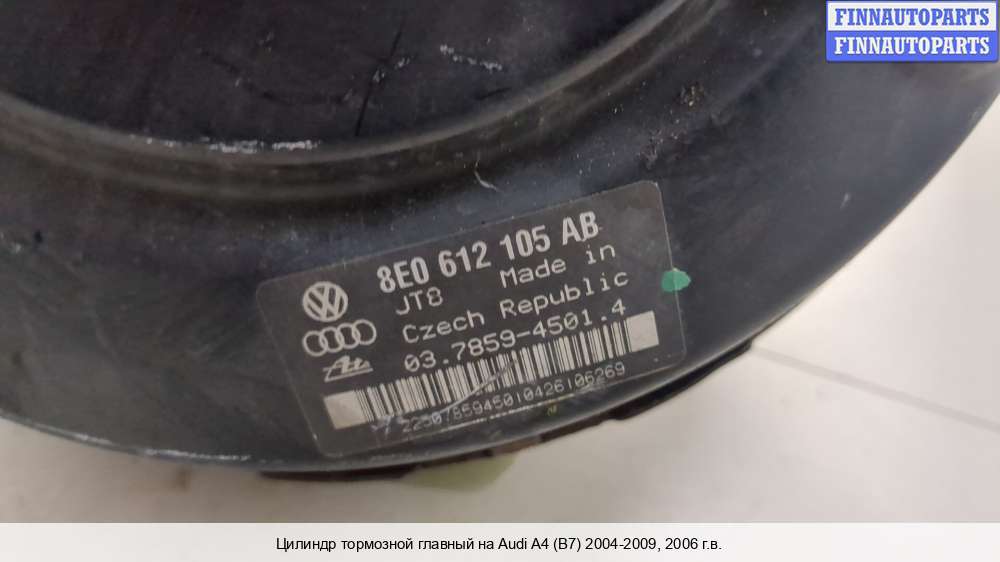 FINNAUTOPARTS
FINNAUTOPARTS
8E0 612 105 AB
JT8 Made in
Czech Republic
03.7859-4501.4
Ate
Цилиндр тормозной главный на Audi A4 (B7) 2004-2009, 2006 г.в.